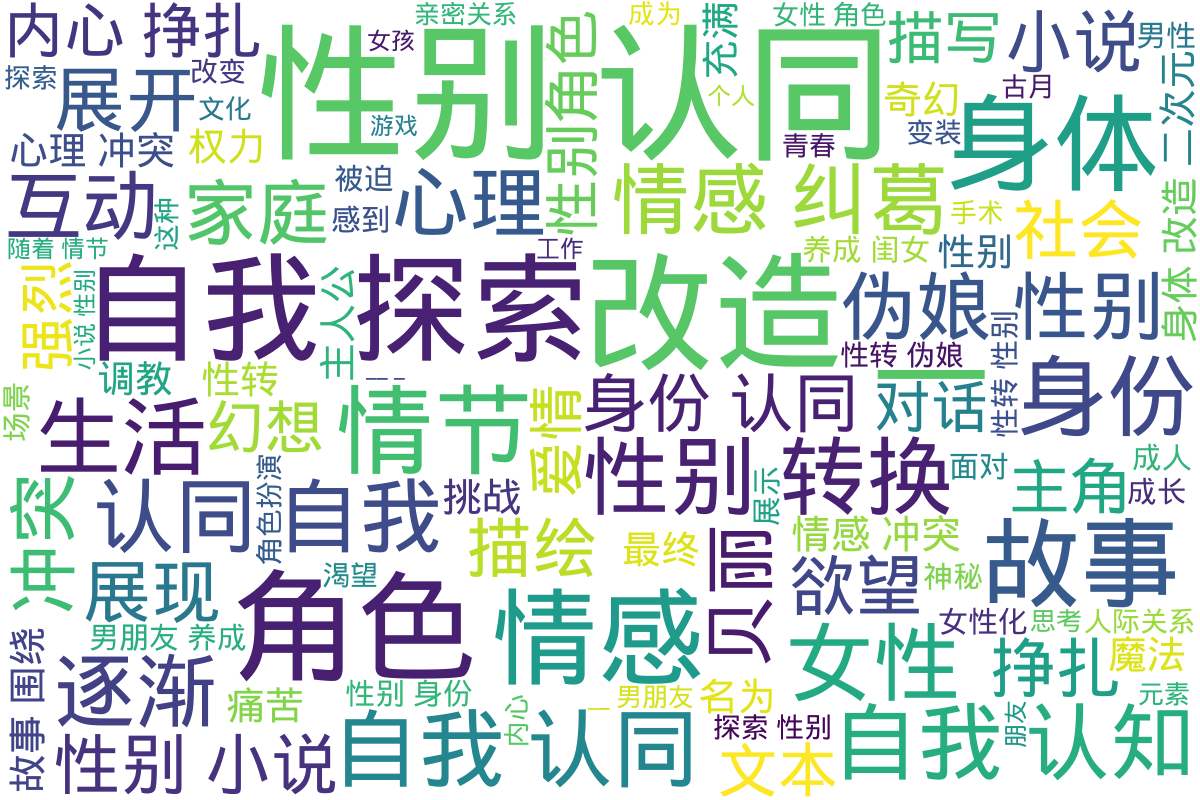 内心 挣扎
女孩
性别 认同
性别角色
亲密关系
成为
充满
女性 角色
描写
小说
男性
探索
展开
改变
文化
游戏
个人
奇幻
古月
二次元
心理 冲突
权力
青春
变装
身体
互动
这种
家庭
被迫
感到
心理
情感 纠葛
手术
社会
身体 改造
随着 情节
工作
养成 闺女
性别
强烈
小说 性别
自我 探索
主人公
改造
伪娘 性别
性转 性别
场景
调教
性转
一 _
性转 伪娘
一
生活
幻想
情节
爱情
身份 认同
对话
身份
冲突
认同 自我
角色扮演
挑战
性别 转换
展示
面对
主角
成人
成长
展现
渴望
描绘
最终
贝丽
情感 冲突
欲望
神秘
故事
男朋友 养成
角色
情感
女性化
思考
人际关系
故事 围绕
逐渐
痛苦
性别 身份
内心
_ 男朋友
名为
女性
挣扎
魔法
元素
性别 小说
自我 认同
探索 性别
文本
自我 认知
朋友